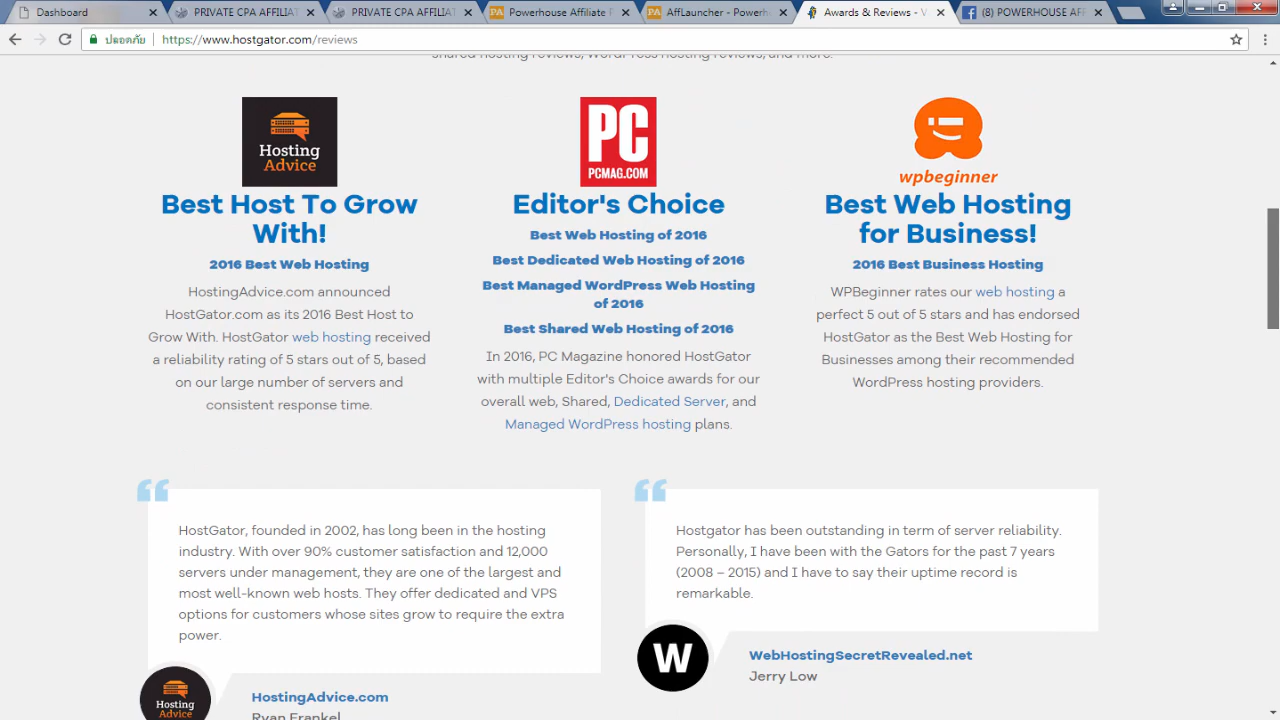 Dashboard
PRIVATE CPA AFFILIAT
PRIVATE CPA AFFILIAT
PA Powerhouse Affiliate P
PA AffLauncher - Powerh
Awards & Reviews - V
(8) POWERHOUSE AFF
ปลอดภัย https://www.hostgator.com/reviews
shared hosting reviews, WordPress hosting reviews, and more.
Hosting
Advice
PC
PCMAG.COM
wpbeginner
Best Host To Grow
With!
2016 Best Web Hosting
HostingAdvice.com announced
HostGator.com as its 2016 Best Host to
Grow With. HostGator web hosting received
a reliability rating of 5 stars out of 5, based
on our large number of servers and
consistent response time.
Editor's Choice
Best Web Hosting of 2016
Best Dedicated Web Hosting of 2016
Best Managed WordPress Web Hosting
of 2016
Best Shared Web Hosting of 2016
In 2016, PC Magazine honored HostGator
with multiple Editor's Choice awards for our
overall web, Shared, Dedicated Server, and
Managed WordPress hosting plans.
Best Web Hosting
for Business!
2016 Best Business Hosting
WPBeginner rates our web hosting a
perfect 5 out of 5 stars and has endorsed
HostGator as the Best Web Hosting for
Businesses among their recommended
WordPress hosting providers.
HostGator, founded in 2002, has long been in the hosting
industry. With over 90% customer satisfaction and 12,000
servers under management, they are one of the largest and
most well-known web hosts. They offer dedicated and VPS
options for customers whose sites grow to require the extra
power.
Hosting
Advice
HostingAdvice.com
Ryan Frankel
Hostgator has been outstanding in term of server reliability.
Personally, I have been with the Gators for the past 7 years
(2008 – 2015) and I have to say their uptime record is
remarkable.
W
WebHostingSecretRevealed.net
Jerry Low